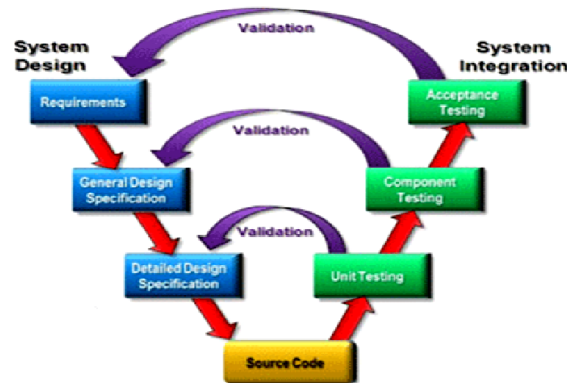 Validation
System
Design
System
Integration
Requirements
Acceptance
Testing
Validation
General Design
Specification
Component
Testing
Validation
Detailed Design
Specification
Unit Testing
Source Code